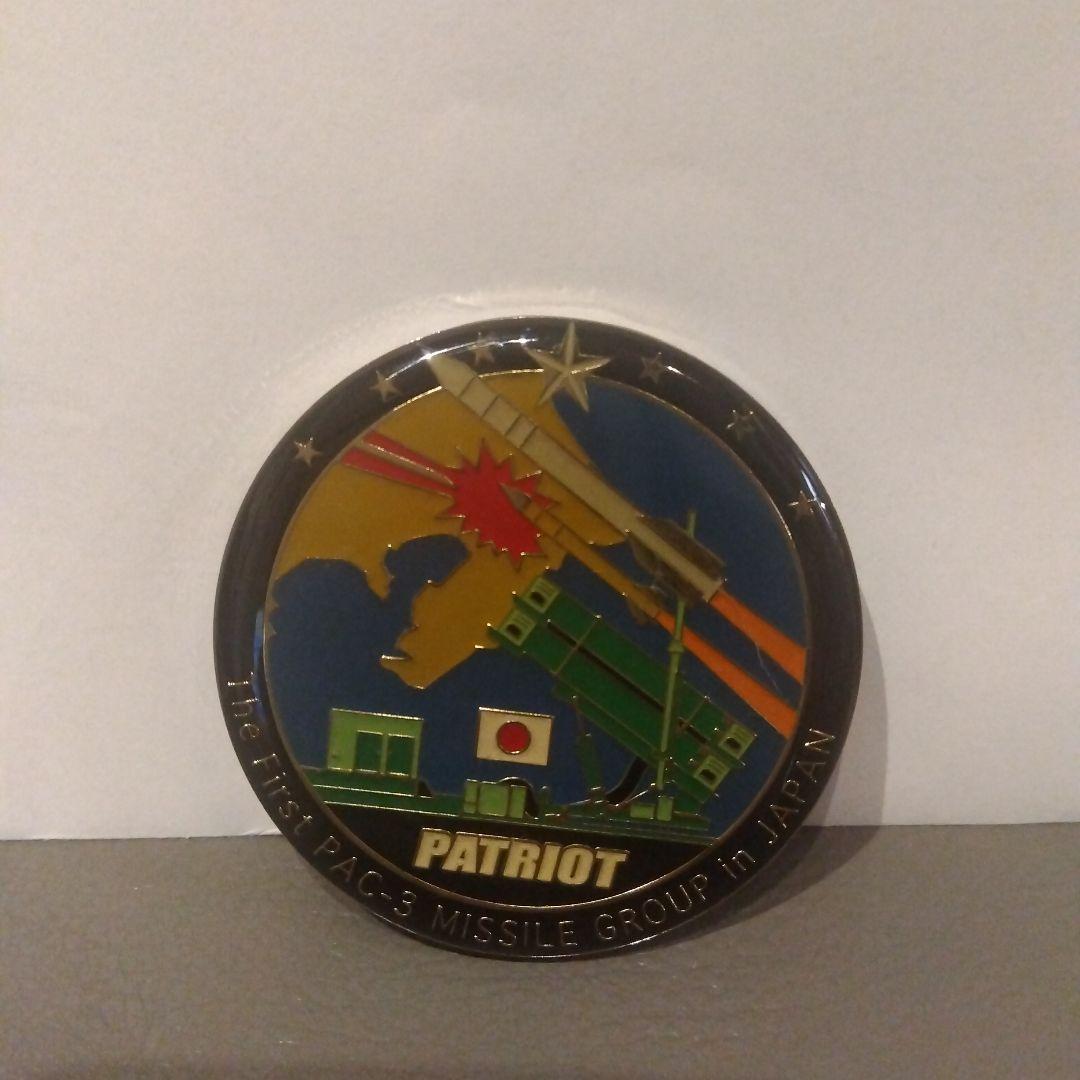 PATRIOT
The First PAC-3 MISSILE GROUP in JAPAN